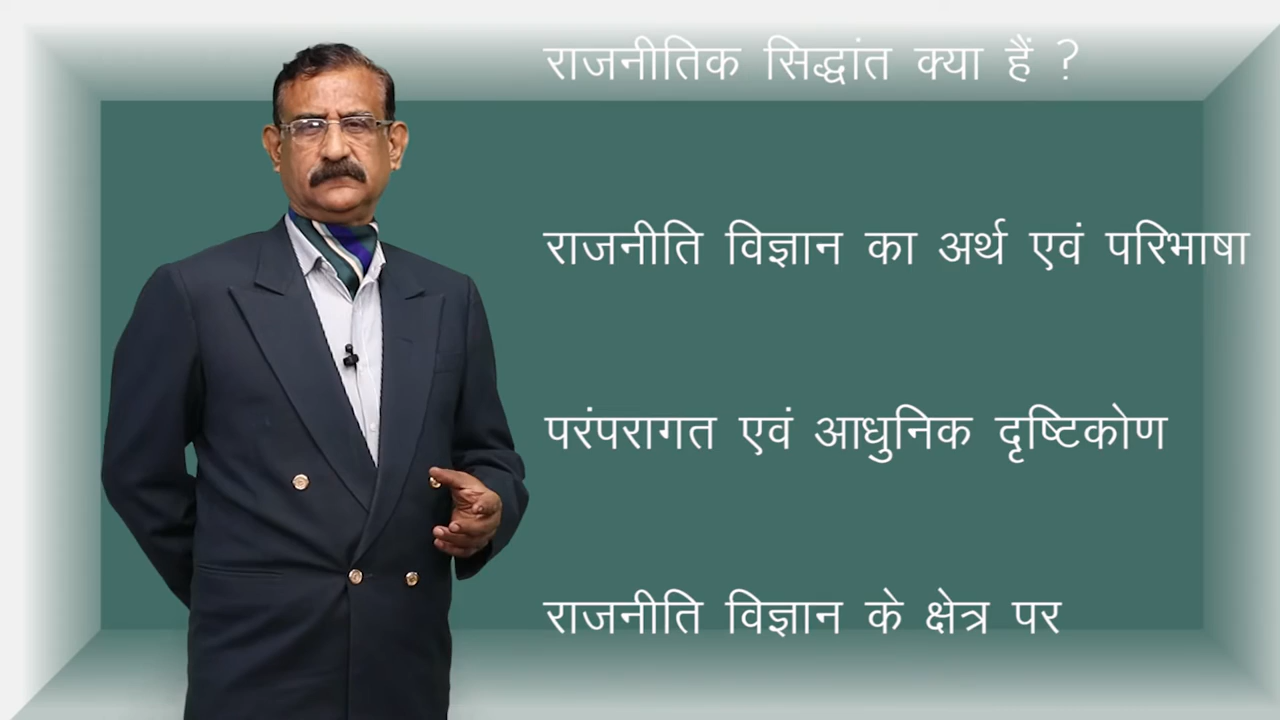 राजनीतिक सिद्धांत क्या हैं ?
राजनीति विज्ञान का अर्थ एवं परिभाषा
परंपरागत एवं आधुनिक दृष्टिकोण
राजनीति विज्ञान के क्षेत्र पर